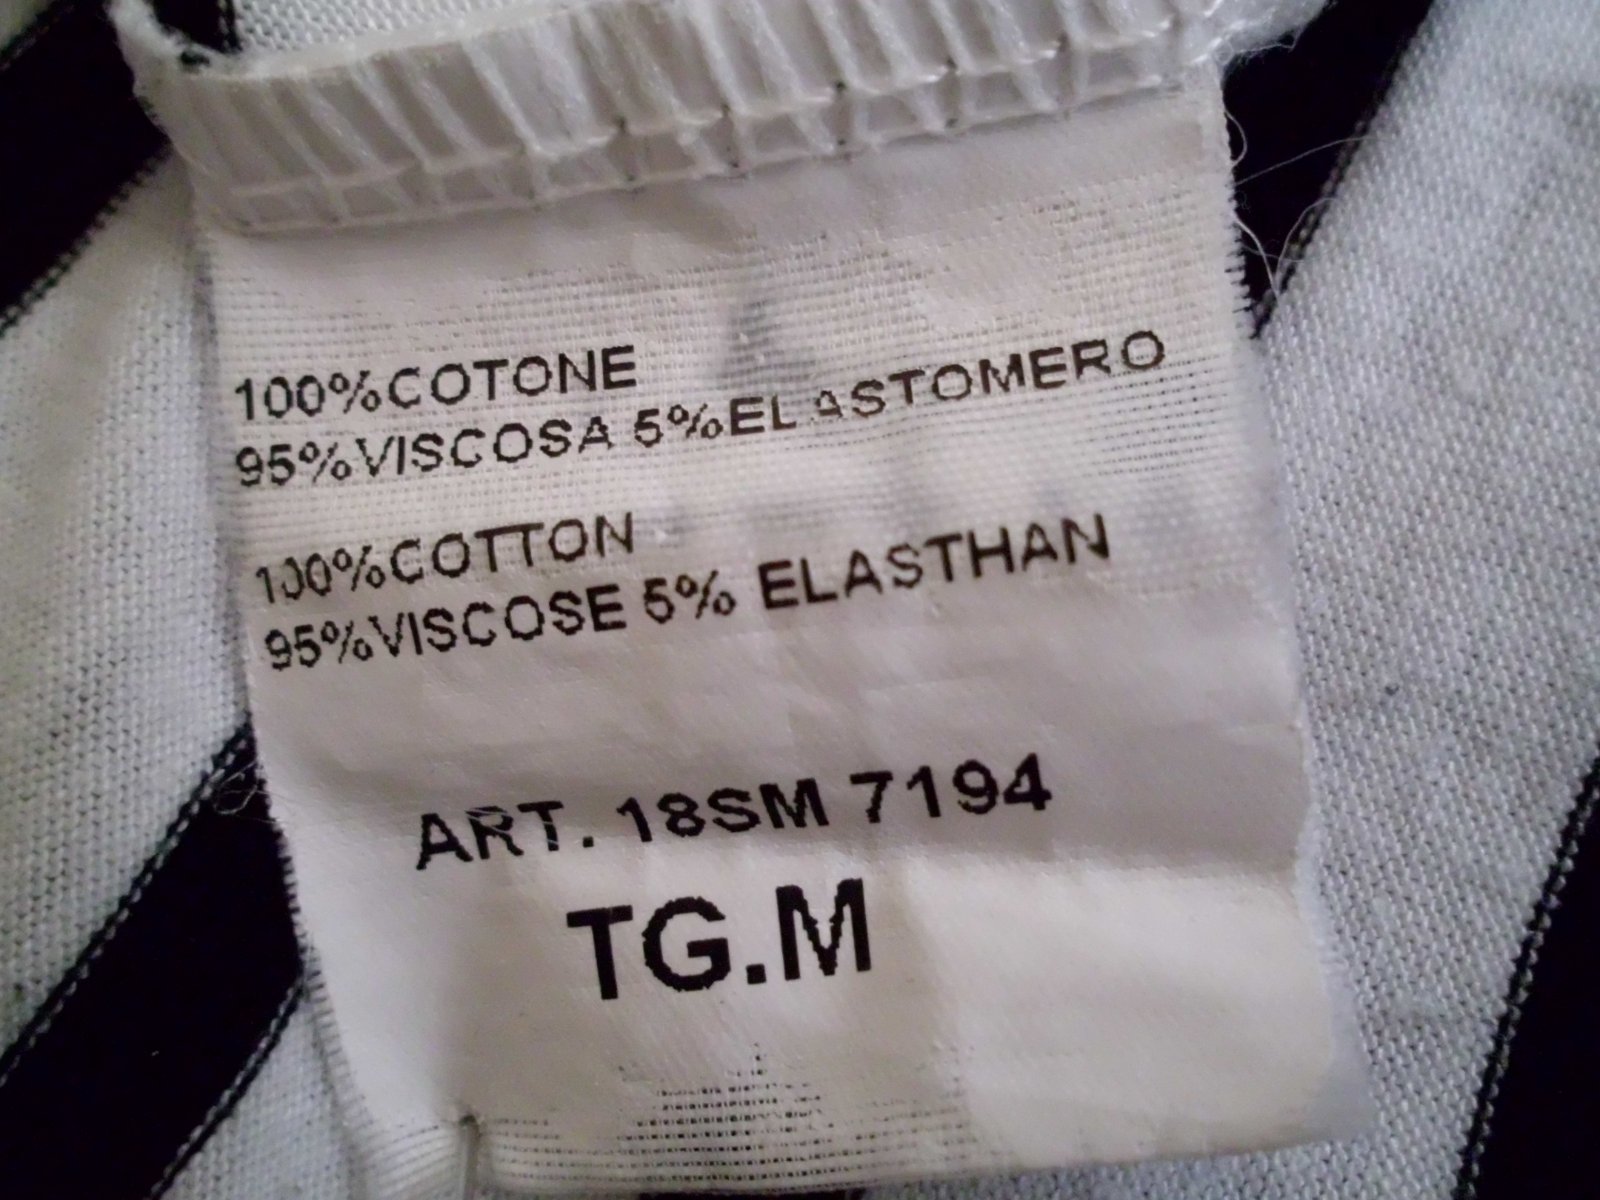 100%COTONE
95%VISCOSA 5%ELASTOMERO
100%COTTON
95%VISCOSE 5% ELASTHAN
ART. 18SM 7194
TG.M